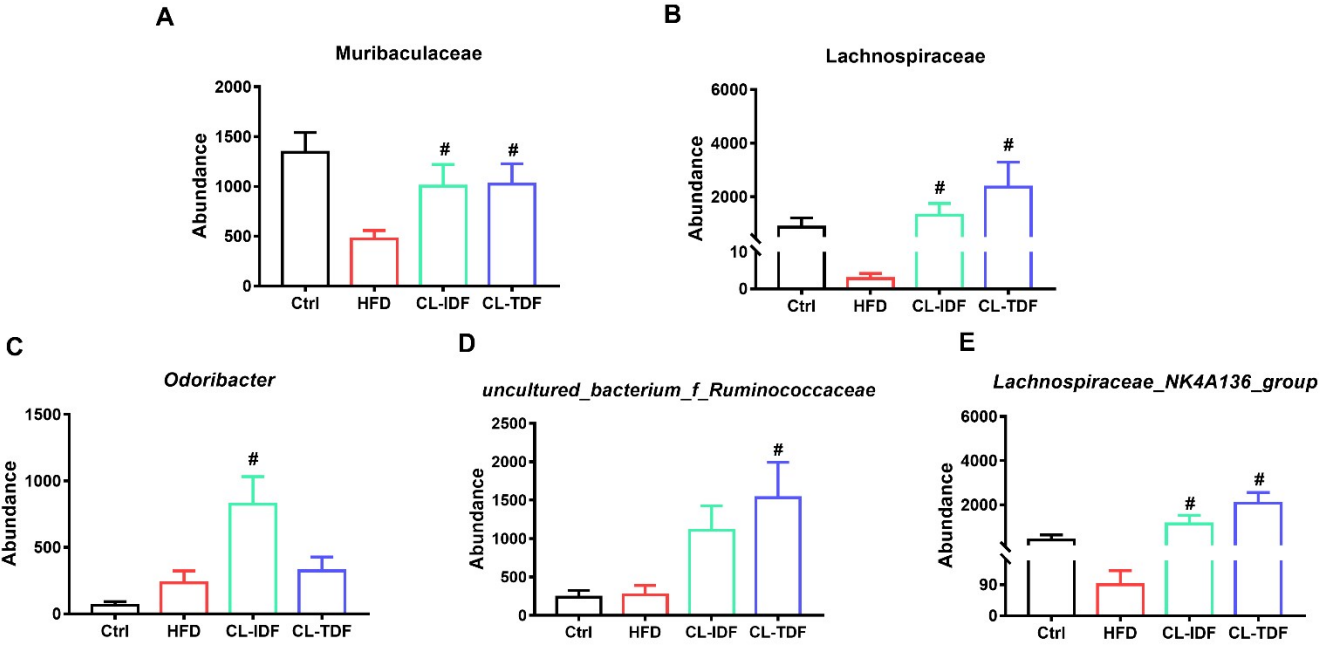 A
Muribaculaceae
2000
1500
1000
500
0
Abundance
# #
Ctrl HFD CL-IDF CL-TDF
B
Lachnospiraceae
6000
4000
2000
10
0
Abundance
#
#
Ctrl HFD CL-IDF CL-TDF
C
Odoribacter
1500
1000
500
0
Abundance
#
Ctrl HFD CL-IDF CL-TDF
D
uncultured_bacterium_f_Ruminococcaceae
2500
2000
1500
1000
500
0
Abundance
#
Ctrl HFD CL-IDF CL-TDF
E
Lachnospiraceae_NK4A136_group
6000
4000
2000
90
0
Abundance
#
#
Ctrl HFD CL-IDF CL-TDF